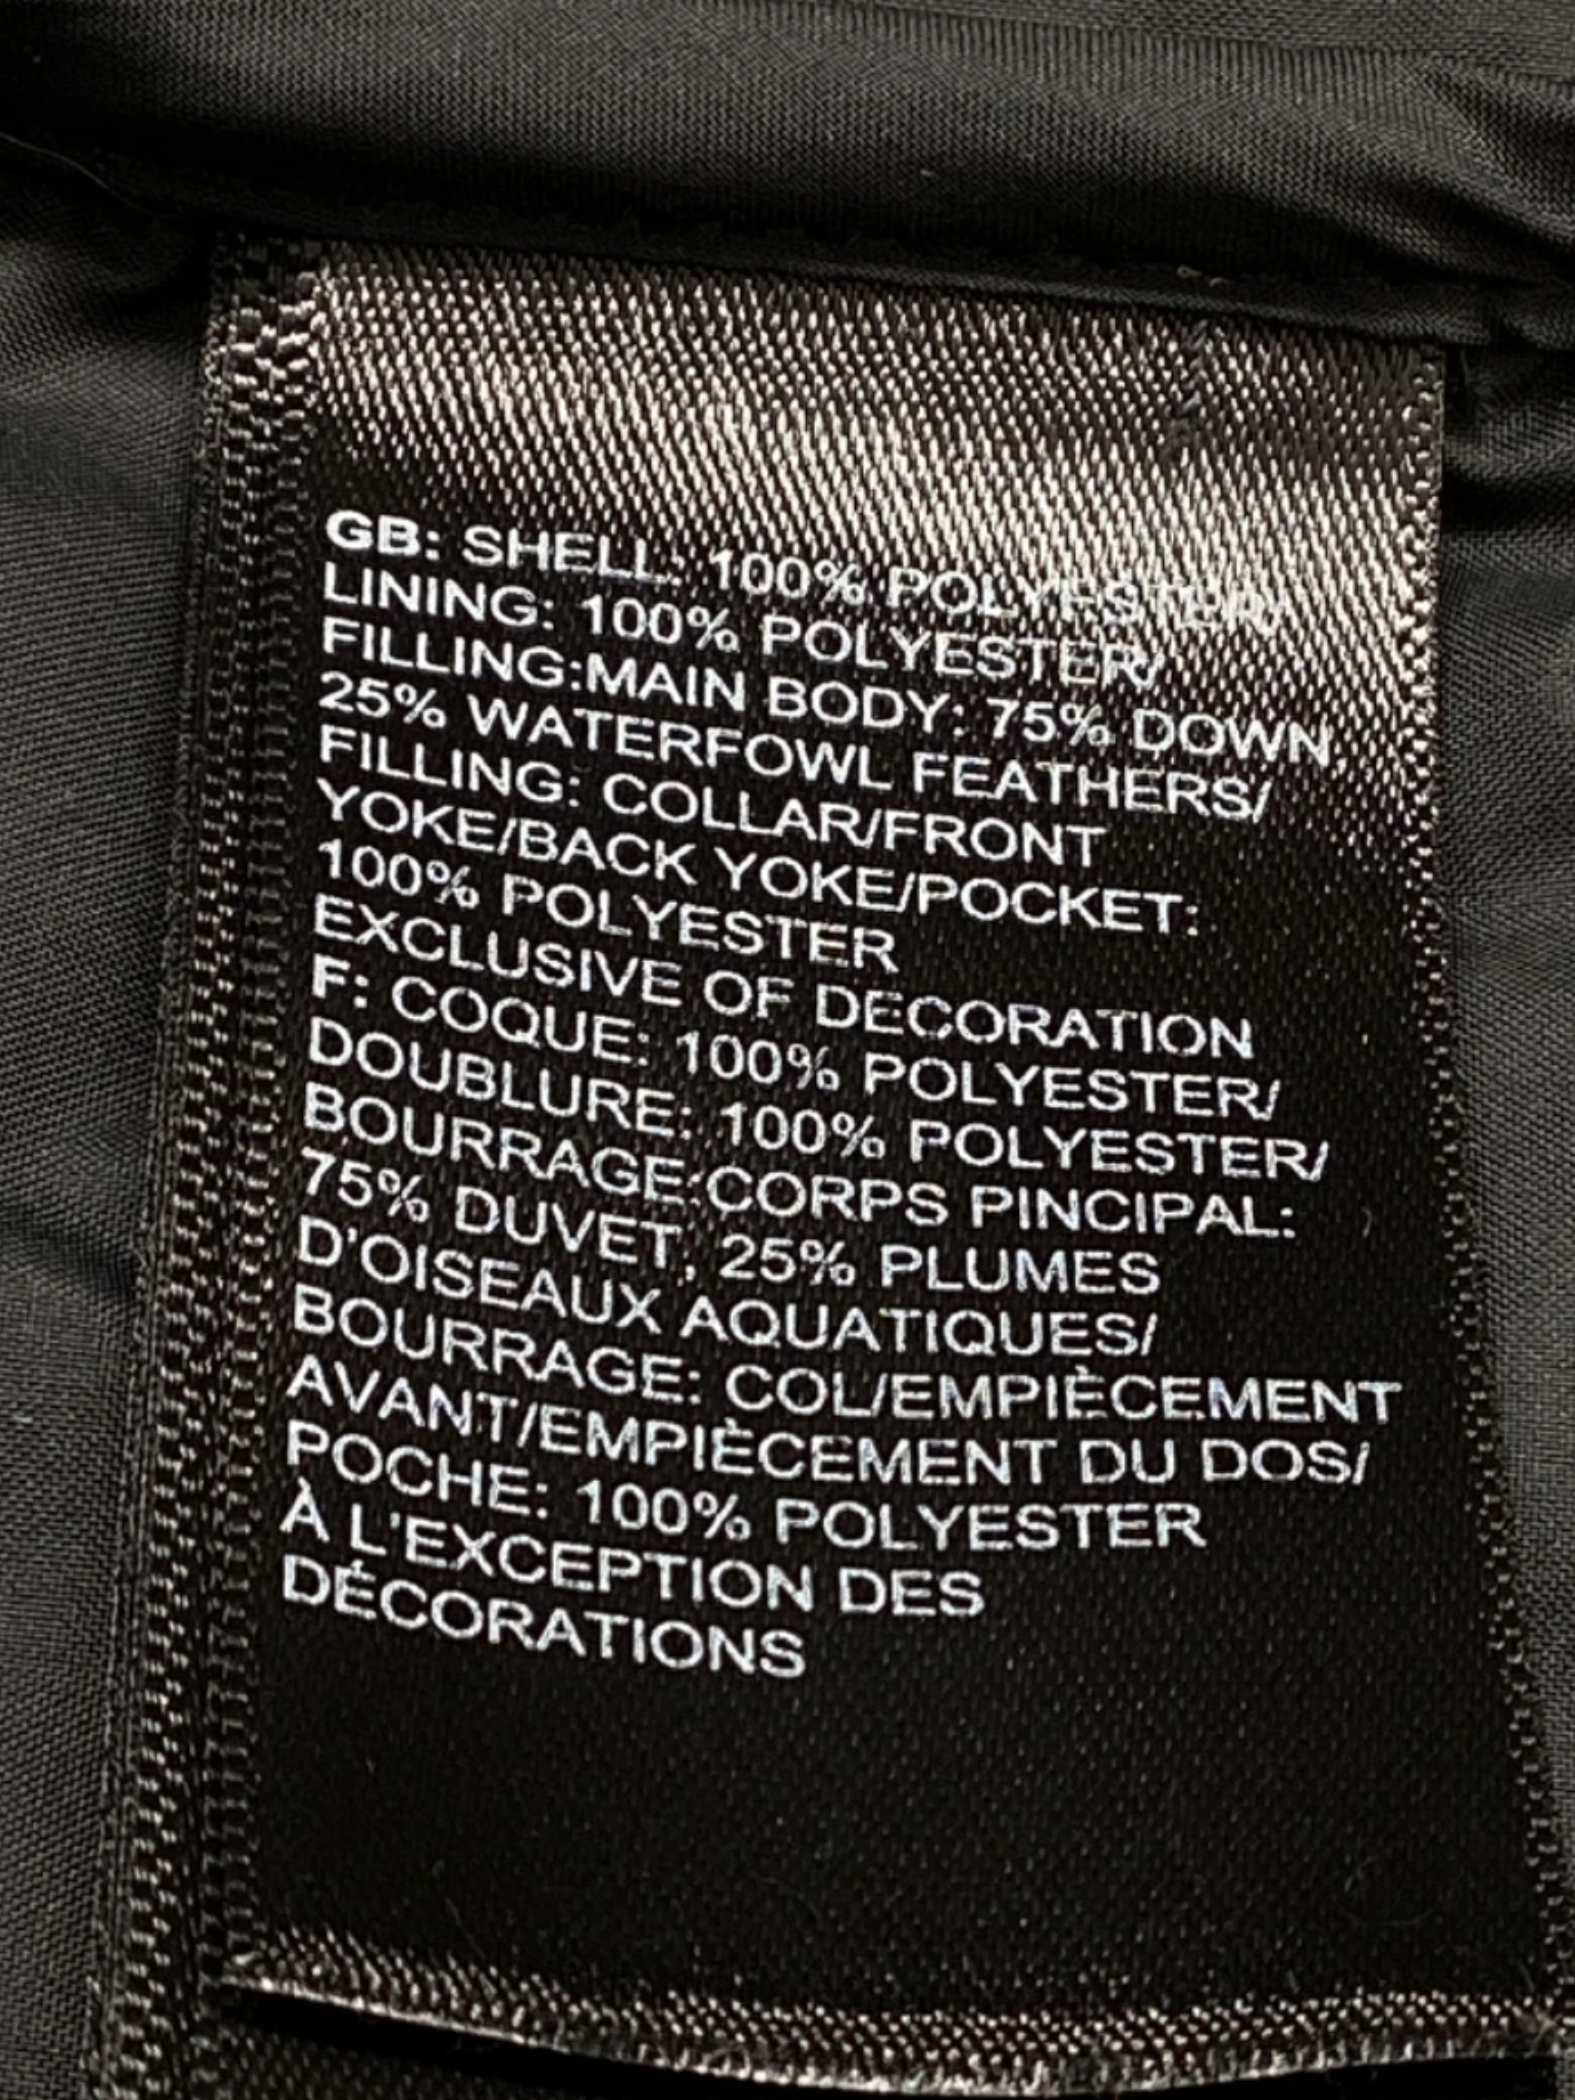 GB: SHELL: 100% POLYESTER/
LINING: 100% POLYESTER/
FILLING:MAIN BODY: 75% DOWN,
25% WATERFOWL FEATHERS/
FILLING: COLLAR/FRONT
YOKE/BACK YOKE/POCKET:
100% POLYESTER
EXCLUSIVE OF DECORATION
F: COQUE: 100% POLYESTER/
DOUBLURE: 100% POLYESTER/
BOURRAGE:CORPS PINCIPAL:
75% DUVET, 25% PLUMES
D'OISEAUX AQUATIQUES/
BOURRAGE: COL/EMPIÈCEMENT
AVANT/EMPIÈCEMENT DU DOS/
POCHE: 100% POLYESTER
À L'EXCEPTION DES
DÉCORATIONS